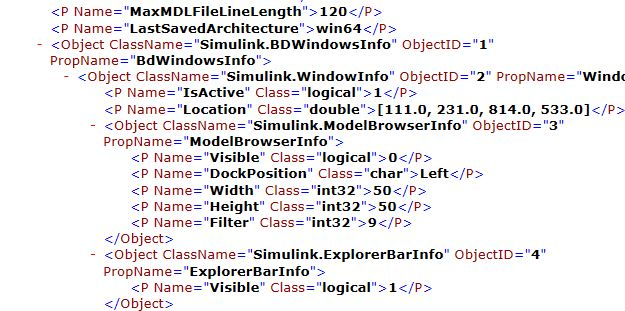 <P Name="MaxMDLFileLineLength">120</P>
<P Name="LastSavedArchitecture">win64</P>
- <Object ClassName="Simulink.BDWindowsInfo" ObjectID="1"
PropName="BdWindowsInfo">
- <Object ClassName="Simulink.WindowInfo" ObjectID="2" PropName="Windo
<P Name="IsActive" Class="logical">1</P>
<P Name="Location" Class="double">[111.0, 231.0, 814.0, 533.0]</P>
- <Object ClassName="Simulink.ModelBrowserInfo" ObjectID="3"
PropName="ModelBrowserInfo">
<P Name="Visible" Class="logical">0</P>
<P Name="DockPosition" Class="char">Left</P>
<P Name="Width" Class="int32">50</P>
<P Name="Height" Class="int32">50</P>
<P Name="Filter" Class="int32">9</P>
</Object>
- <Object ClassName="Simulink.ExplorerBarInfo" ObjectID="4"
PropName="ExplorerBarInfo">
<P Name="Visible" Class="logical">1</P>
</Object>